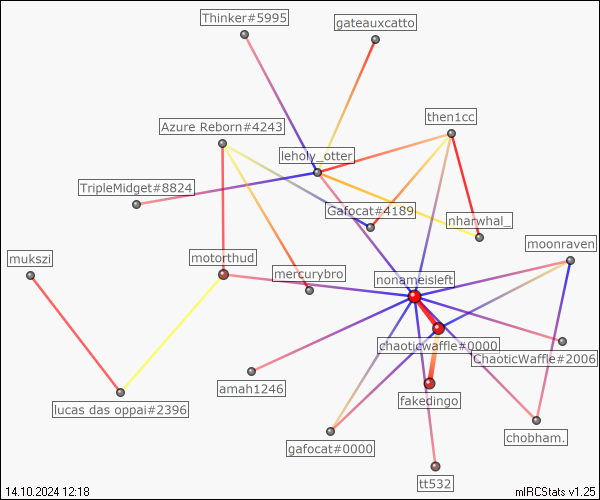 Thinker#5995
gateauxcatto
then1cc
Azure Reborn#4243
leholy_otter
TripleMidget#8824
Gafocat#4189
nharwhal_
moonraven
mukszi
motorthud
mercurybro
nonameisleft
chaoticwaffle#0000
ChaoticWaffle#2006
amah1246
fakedingo
lucas das oppai#2396
chobham.
gafocat#0000
tt532
14.10.2024 12:18
mIRCStats v1.25